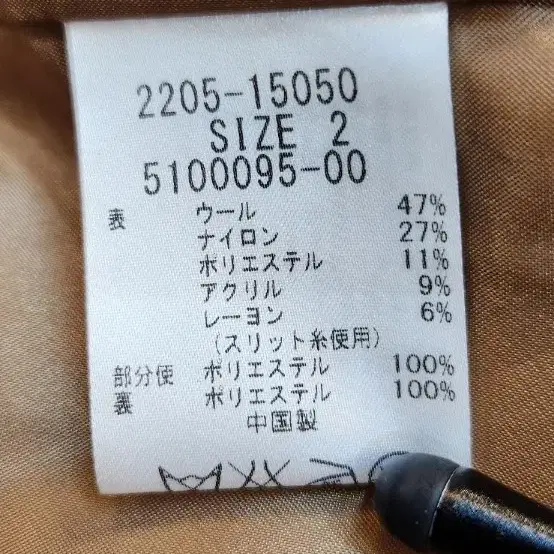 2205-15050
SIZE 2
5100095-00
表 ウール 47%
ナイロン 27%
ポリエステル 11%
アクリル 9%
レーヨン 6%
(スリット糸使用)
部分使 ポリエステル 100%
裏 ポリエステル 100%
中国製